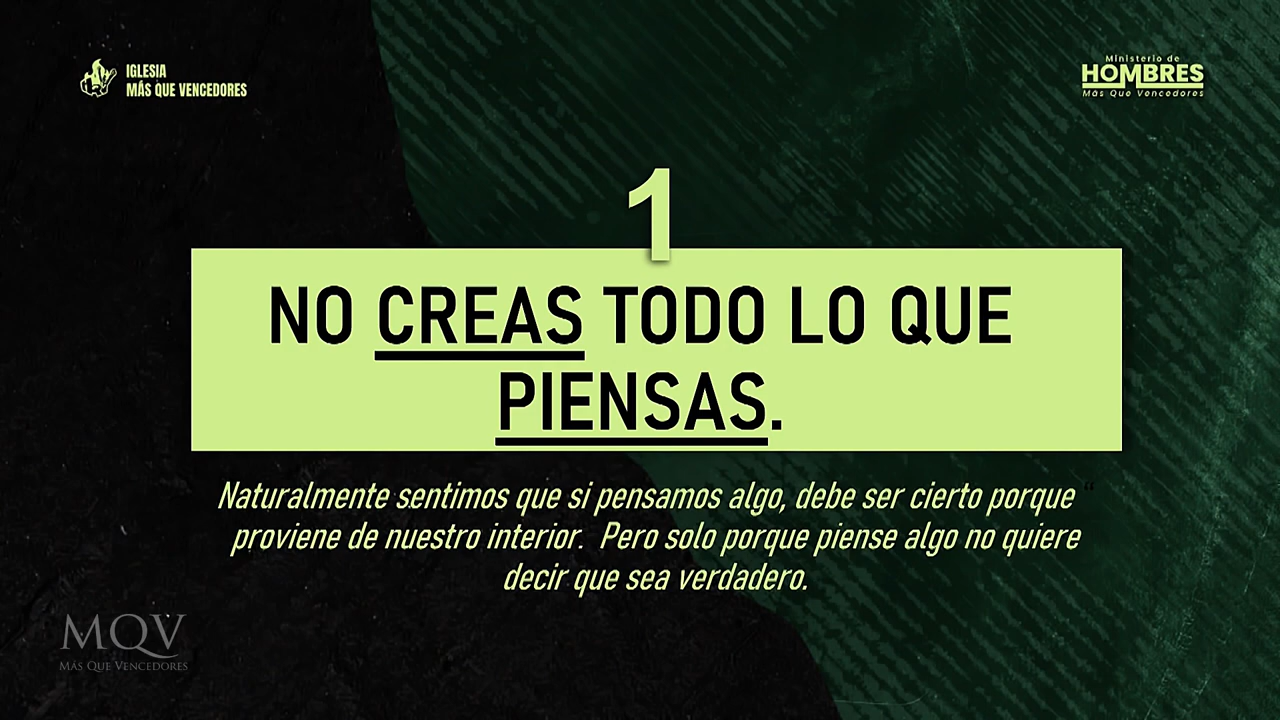 IGLESIA
MÁS QUE VENCEDORES
Ministerio de
HOMBRES
Más Que Vencedores
1
NO CREAS TODO LO QUE
PIENSAS.
Naturalmente sentimos que si pensamos algo, debe ser cierto porque "
proviene de nuestro interior. Pero solo porque piense algo no quiere
decir que sea verdadero.
MQV
MÁS QUE VENCEDORES